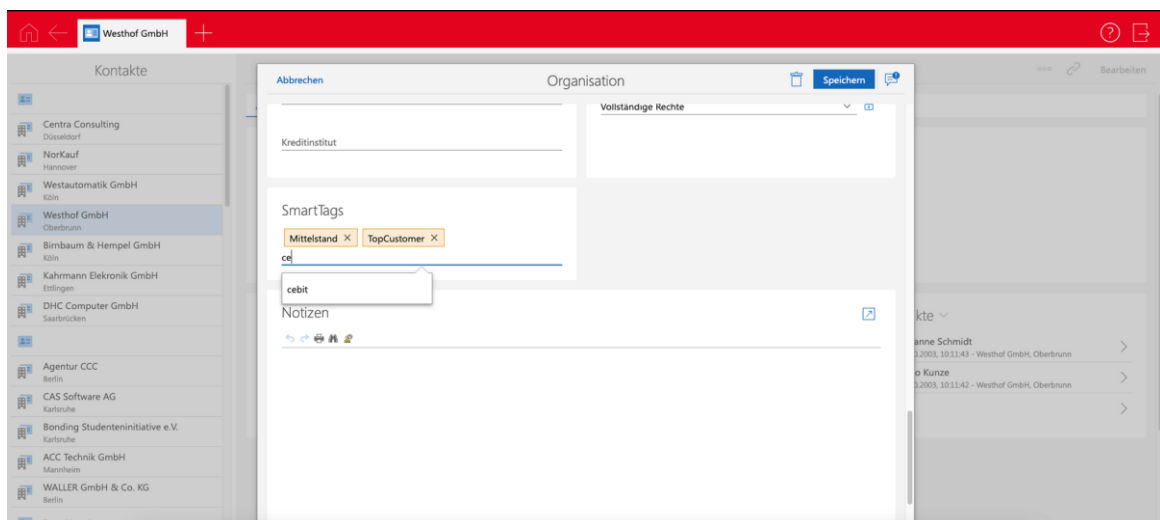 Westhof GmbH
Kontakte
Bearbeiten
Centra Consulting
Düsseldorf
NorKauf
Hannover
Westautomatik GmbH
Köln
Westhof GmbH
Oberbrunn
Birnbaum & Hempel GmbH
Köln
Kahrmann Elekronik GmbH
Ettlingen
DHC Computer GmbH
Saarbrücken
Agentur CCC
Berlin
CAS Software AG
Karlsruhe
Bonding Studenteninitiative e.V.
Karlsruhe
ACC Technik GmbH
Mannheim
WALLER GmbH & Co. KG
Berlin
Abbrechen
Organisation
Speichern
Vollständige Rechte
Kreditinstitut
SmartTags
Mittelstand
TopCustomer
ce
cebit
Notizen
kte
anne Schmidt
.2003, 10:11:43 - Westhof GmbH, Oberbrunn
o Kunze
.2003, 10:11:42 - Westhof GmbH, Oberbrunn